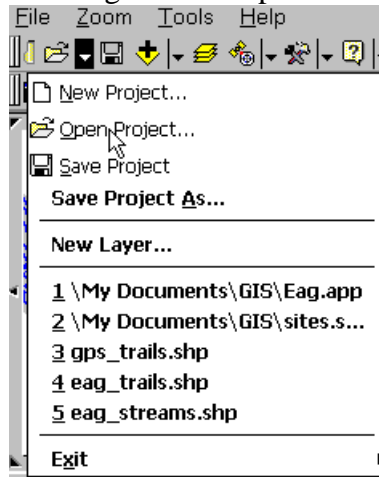 File Zoom Tools Help
New Project...
Open Project...
Save Project
Save Project As...
New Layer...
1 \My Documents\GIS\Eag.app
2 \My Documents\GIS\sites.s...
3 gps_trails.shp
4 eag_trails.shp
5 eag_streams.shp
Exit